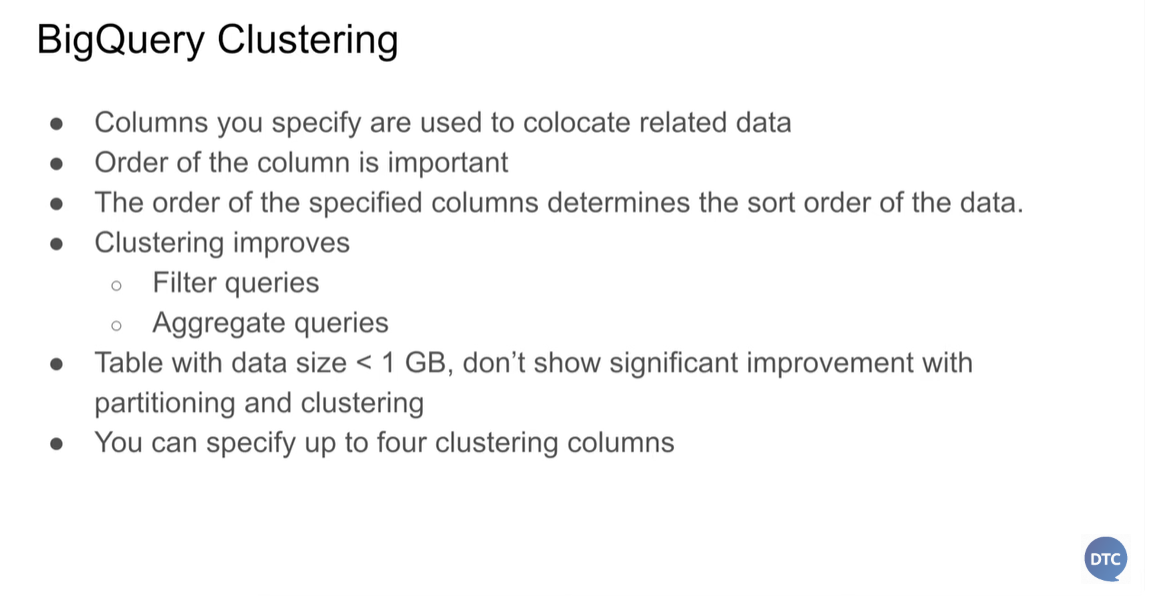 BigQuery Clustering
● Columns you specify are used to colocate related data
● Order of the column is important
● The order of the specified columns determines the sort order of the data.
● Clustering improves
○ Filter queries
○ Aggregate queries
● Table with data size < 1 GB, don’t show significant improvement with
partitioning and clustering
● You can specify up to four clustering columns
DTC